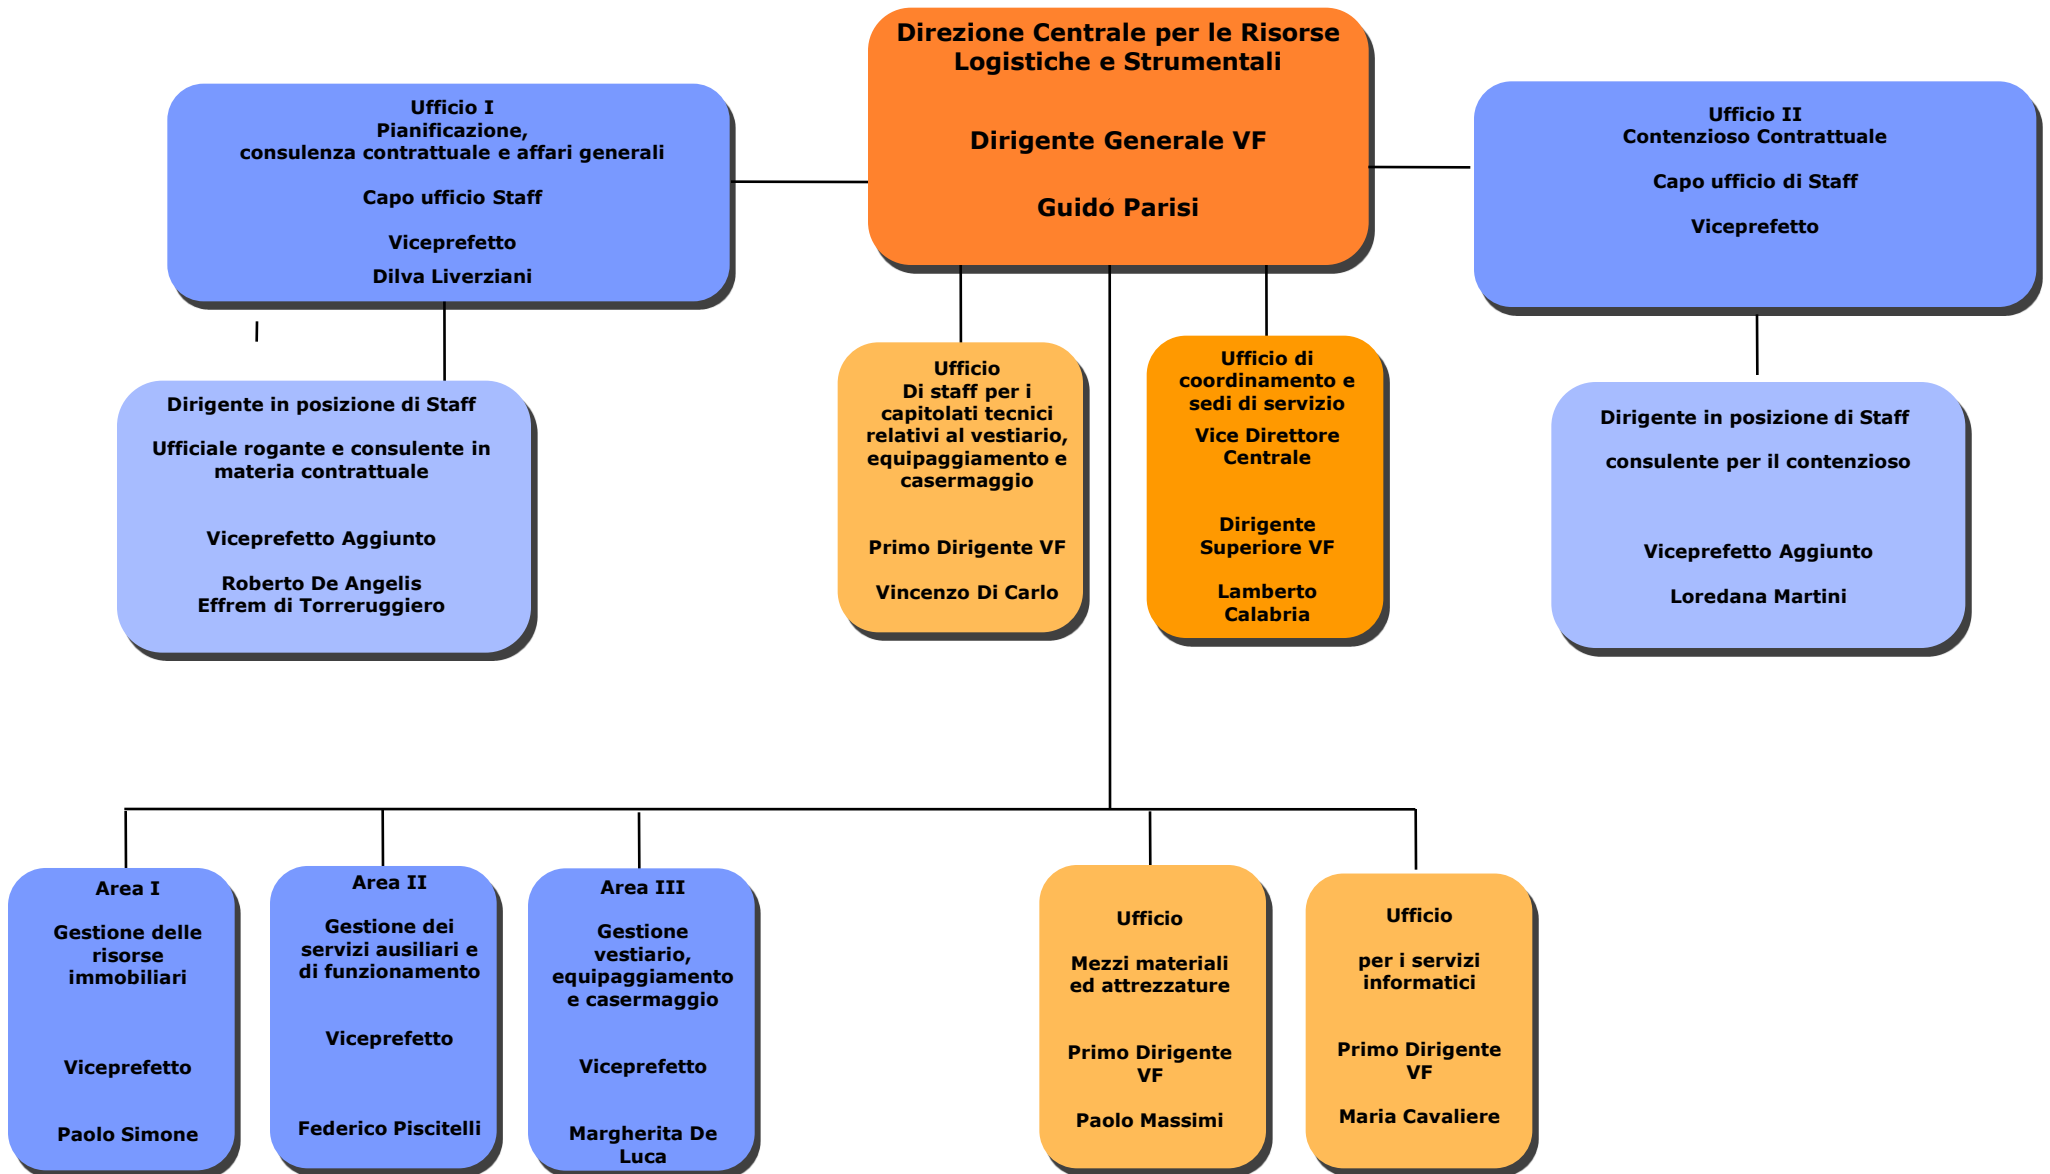 Direzione Centrale per le Risorse
Logistiche e Strumentali
Dirigente Generale VF
Guido Parisi
Ufficio I
Pianificazione,
consulenza contrattuale e affari generali
Capo ufficio Staff
Viceprefetto
Dilva Liverziani
Ufficio II
Contenzioso Contrattuale
Capo ufficio di Staff
Viceprefetto
Dirigente in posizione di Staff
Ufficiale rogante e consulente in
materia contrattuale
Viceprefetto Aggiunto
Roberto De Angelis
Effrem di Torreruggiero
Ufficio
Di staff per i
capitolati tecnici
relativi al vestiario,
equipaggiamento e
casermaggio
Primo Dirigente VF
Vincenzo Di Carlo
Ufficio di
coordinamento e
sedi di servizio
Vice Direttore
Centrale
Dirigente
Superiore VF
Lamberto
Calabria
Dirigente in posizione di Staff
consulente per il contenzioso
Viceprefetto Aggiunto
Loredana Martini
Area I
Gestione delle
risorse
immobiliari
Viceprefetto
Paolo Simone
Area II
Gestione dei
servizi ausiliari e
di funzionamento
Viceprefetto
Federico Piscitelli
Area III
Gestione
vestiario,
equipaggiamento
e casermaggio
Viceprefetto
Margherita De
Luca
Ufficio
Mezzi materiali
ed attrezzature
Primo Dirigente
VF
Paolo Massimi
Ufficio
per i servizi
informatici
Primo Dirigente
VF
Maria Cavaliere